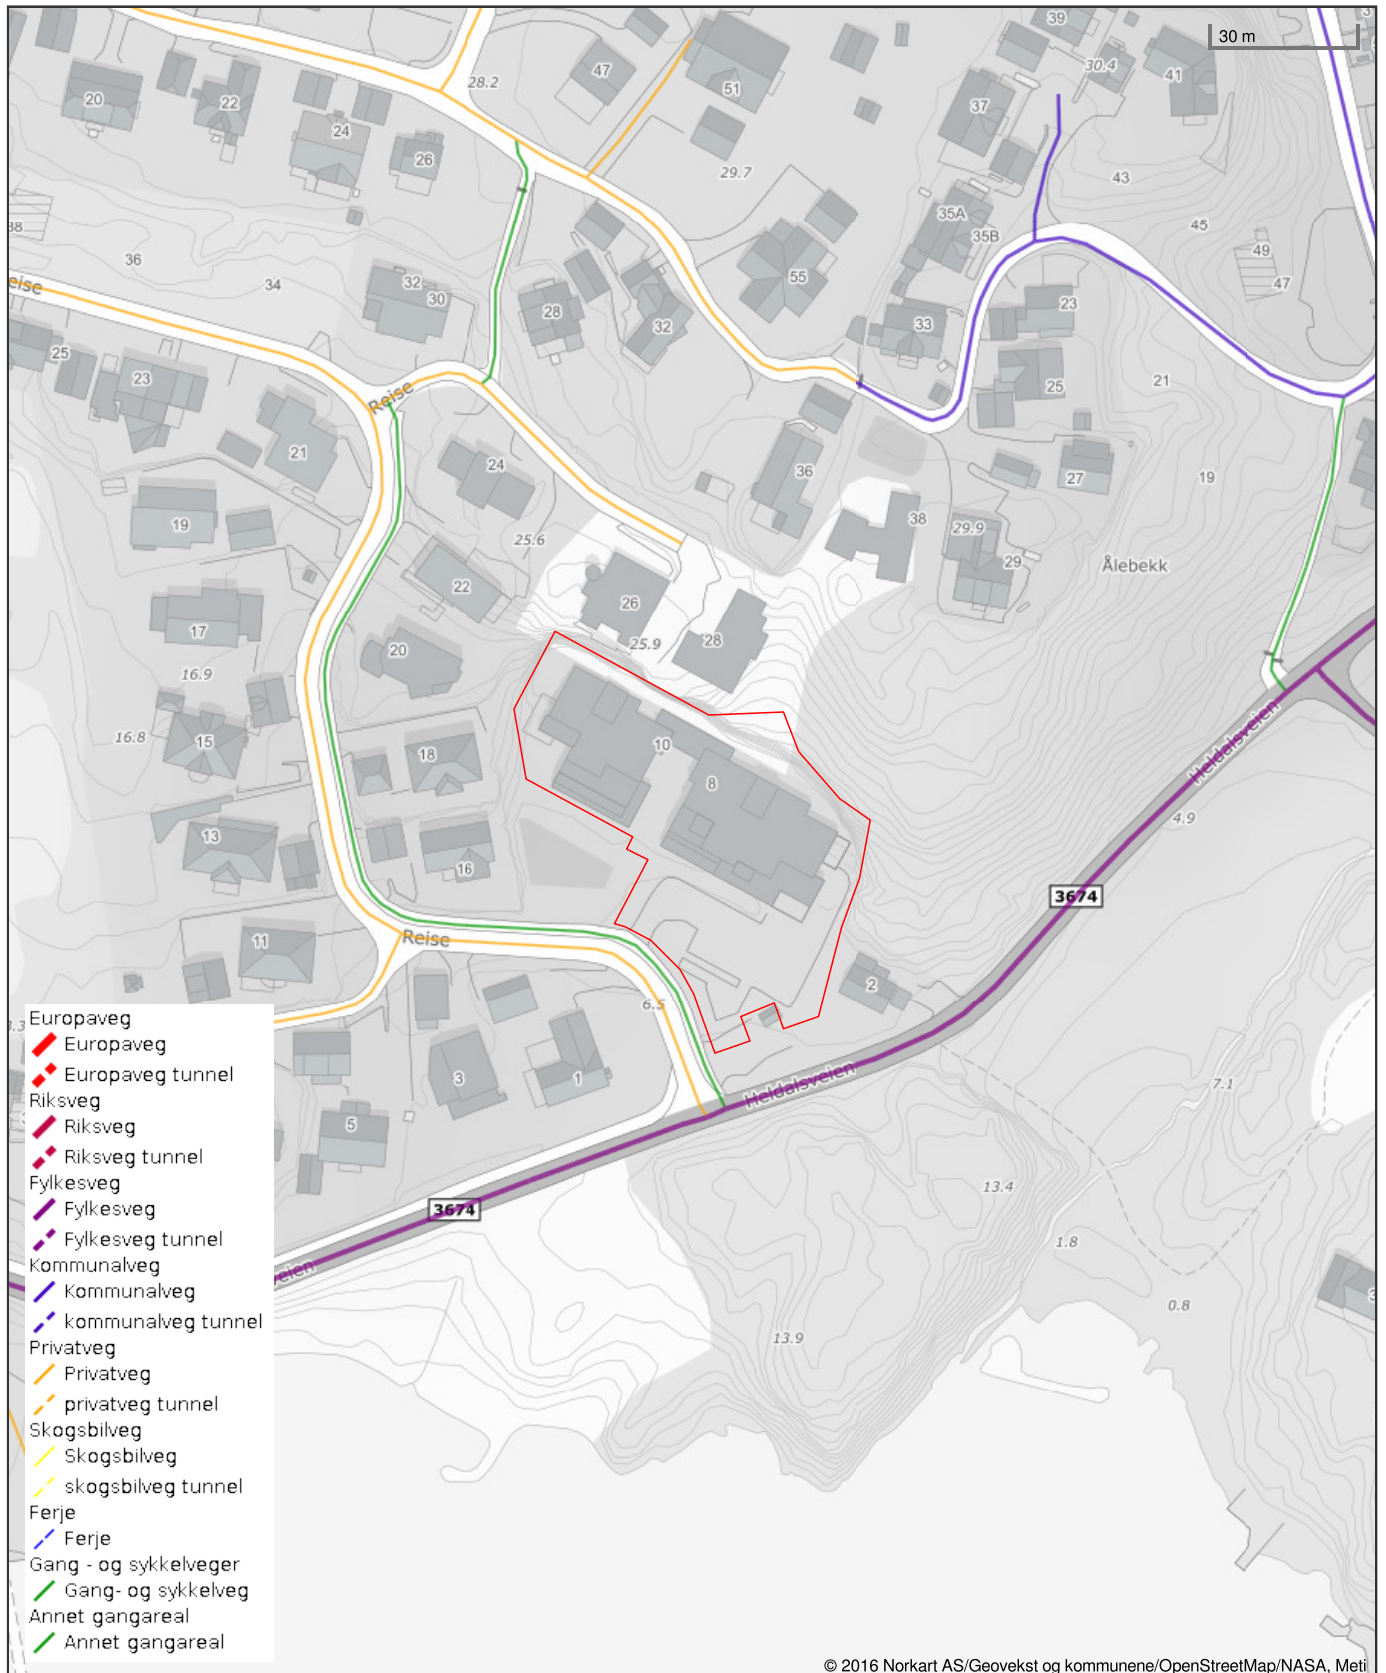 39
30 m
28.2
47
51
30.4
41
20
22
24
37
26
29.7
43
35A
35B
45
38
36
34
49
47
eise
32
30
55
28
32
23
33
25
23
Reise
25
21
21
24
36
27
19
19
38
29.9
25.6
29
Ålebekk
22
26
17
20
28
25.9
16.9
16.8
15
10
18
8
Heldalsveien
4.9
13
16
3674
Reise
11
2
6.5
3
1
Heldalsveien
7.1
5
13.4
3674
1.8
veien
0.8
13.9
Europaveg
Europaveg
Europaveg tunnel
Riksveg
Riksveg
Riksveg tunnel
Fylkesveg
Fylkesveg
Fylkesveg tunnel
Kommunalveg
Kommunalveg
kommunalveg tunnel
Privatveg
Privatveg
privatveg tunnel
Skogsbilveg
Skogsbilveg
skogsbilveg tunnel
Ferje
Ferje
Gang - og sykkelveger
Gang- og sykkelveg
Annet gangareal
Annet gangareal
© 2016 Norkart AS/Geovekst og kommunene/OpenStreetMap/NASA, Meti